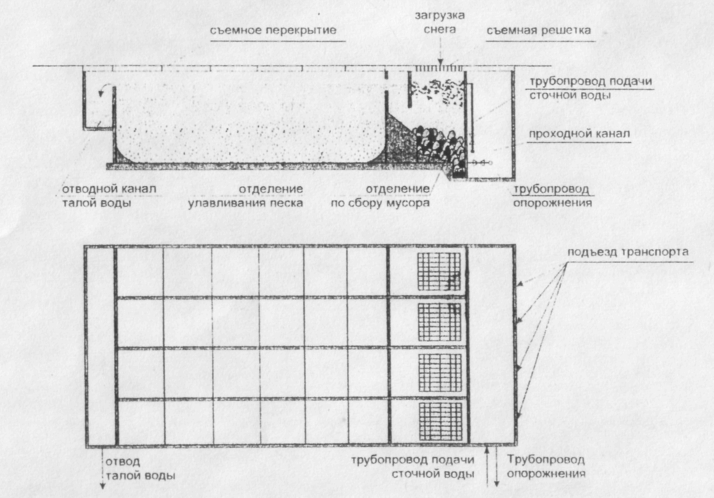 загрузка
снега
съемное перекрытие
съемная решетка
трубопровод подачи
сточной воды
проходной канал
отводной канал
талой воды
отделение
улавливания песка
отделение
по сбору мусора
трубопровод
опорожнения
подъезд транспорта
отвод
талой воды
трубопровод подачи
сточной воды
Трубопровод
опорожнения